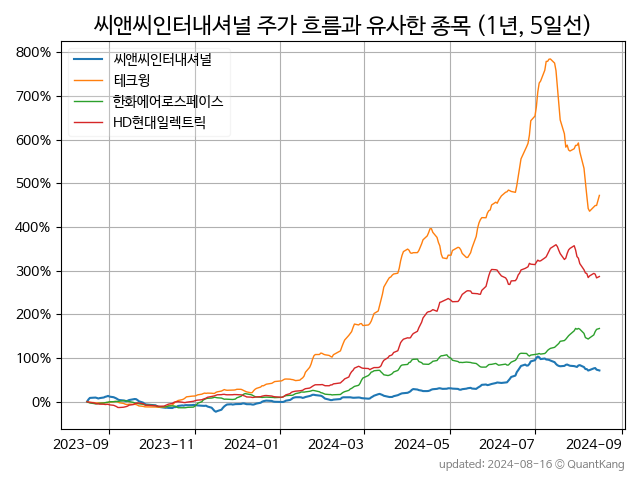 씨앤씨인터내셔널 주가 흐름과 유사한 종목 (1년, 5일선)
800%
700%
600%
500%
400%
300%
200%
100%
0%
씨앤씨인터내셔널
테크윙
한화에어로스페이스
HD현대일렉트릭
2023-09
2023-11
2024-01
2024-03
2024-05
2024-07
2024-09
updated: 2024-08-16 © QuantKang